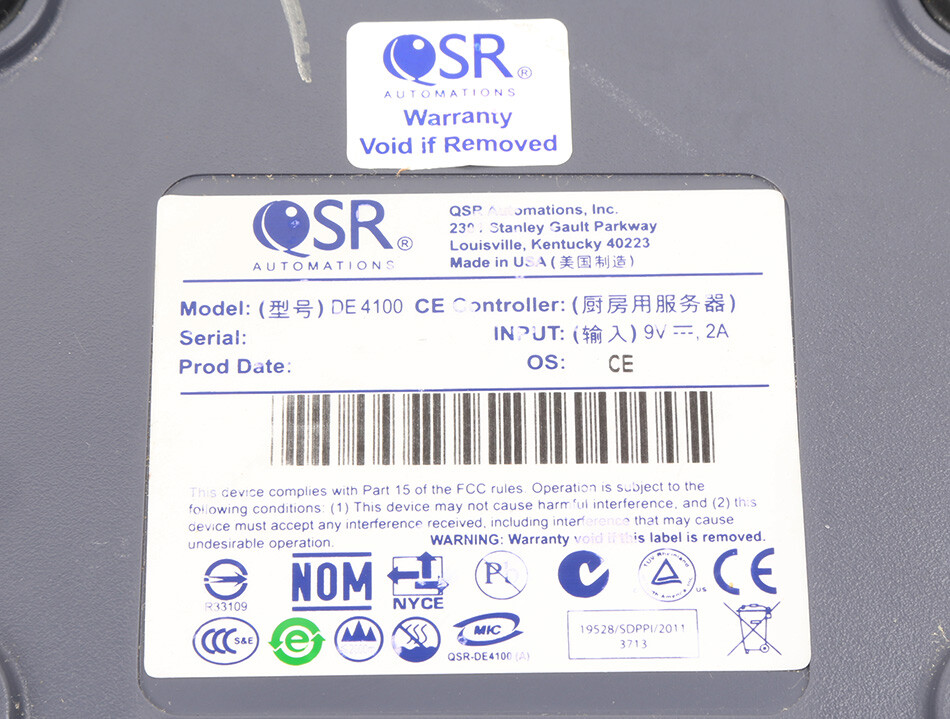 QSR®
AUTOMATIONS
Warranty
Void if Removed
QSR®
AUTOMATIONS
QSR Automations, Inc.
2301 Stanley Gault Parkway
Louisville, Kentucky 40223
Made in USA (美国制造)
Model: (型号) DE4100 CE Controller: (厨房用服务器)
Serial: INPUT: (输入) 9V ⎓, 2A
Prod Date: OS: CE
This device complies with Part 15 of the FCC rules. Operation is subject to the
following conditions: (1) This device may not cause harmful interference, and (2) this
device must accept any interference received, including interference that may cause
undesirable operation. WARNING: Warranty void if this label is removed.
R33109
NOM
NYCE
US
CE
CCC S&E
e
MIC
QSR-DE4100 (A)
19528/SDPPI/2011
3713